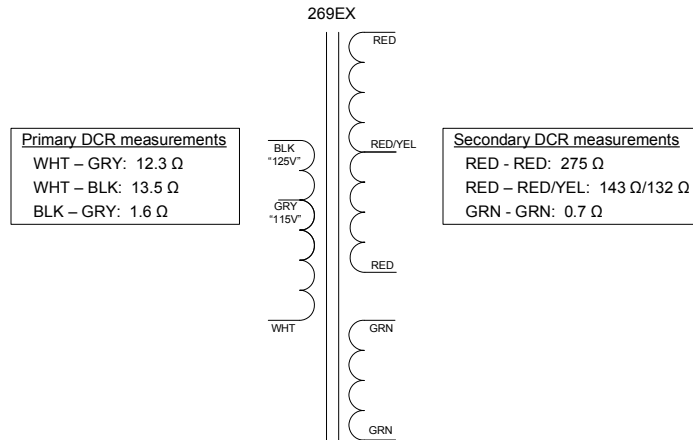 269EX
Primary DCR measurements
WHT – GRY: 12.3 Ω
WHT – BLK: 13.5 Ω
BLK – GRY: 1.6 Ω
BLK
"125V"
GRY
"115V"
WHT
RED
RED/YEL
RED
GRN
GRN
Secondary DCR measurements
RED - RED: 275 Ω
RED – RED/YEL: 143 Ω/132 Ω
GRN - GRN: 0.7 Ω